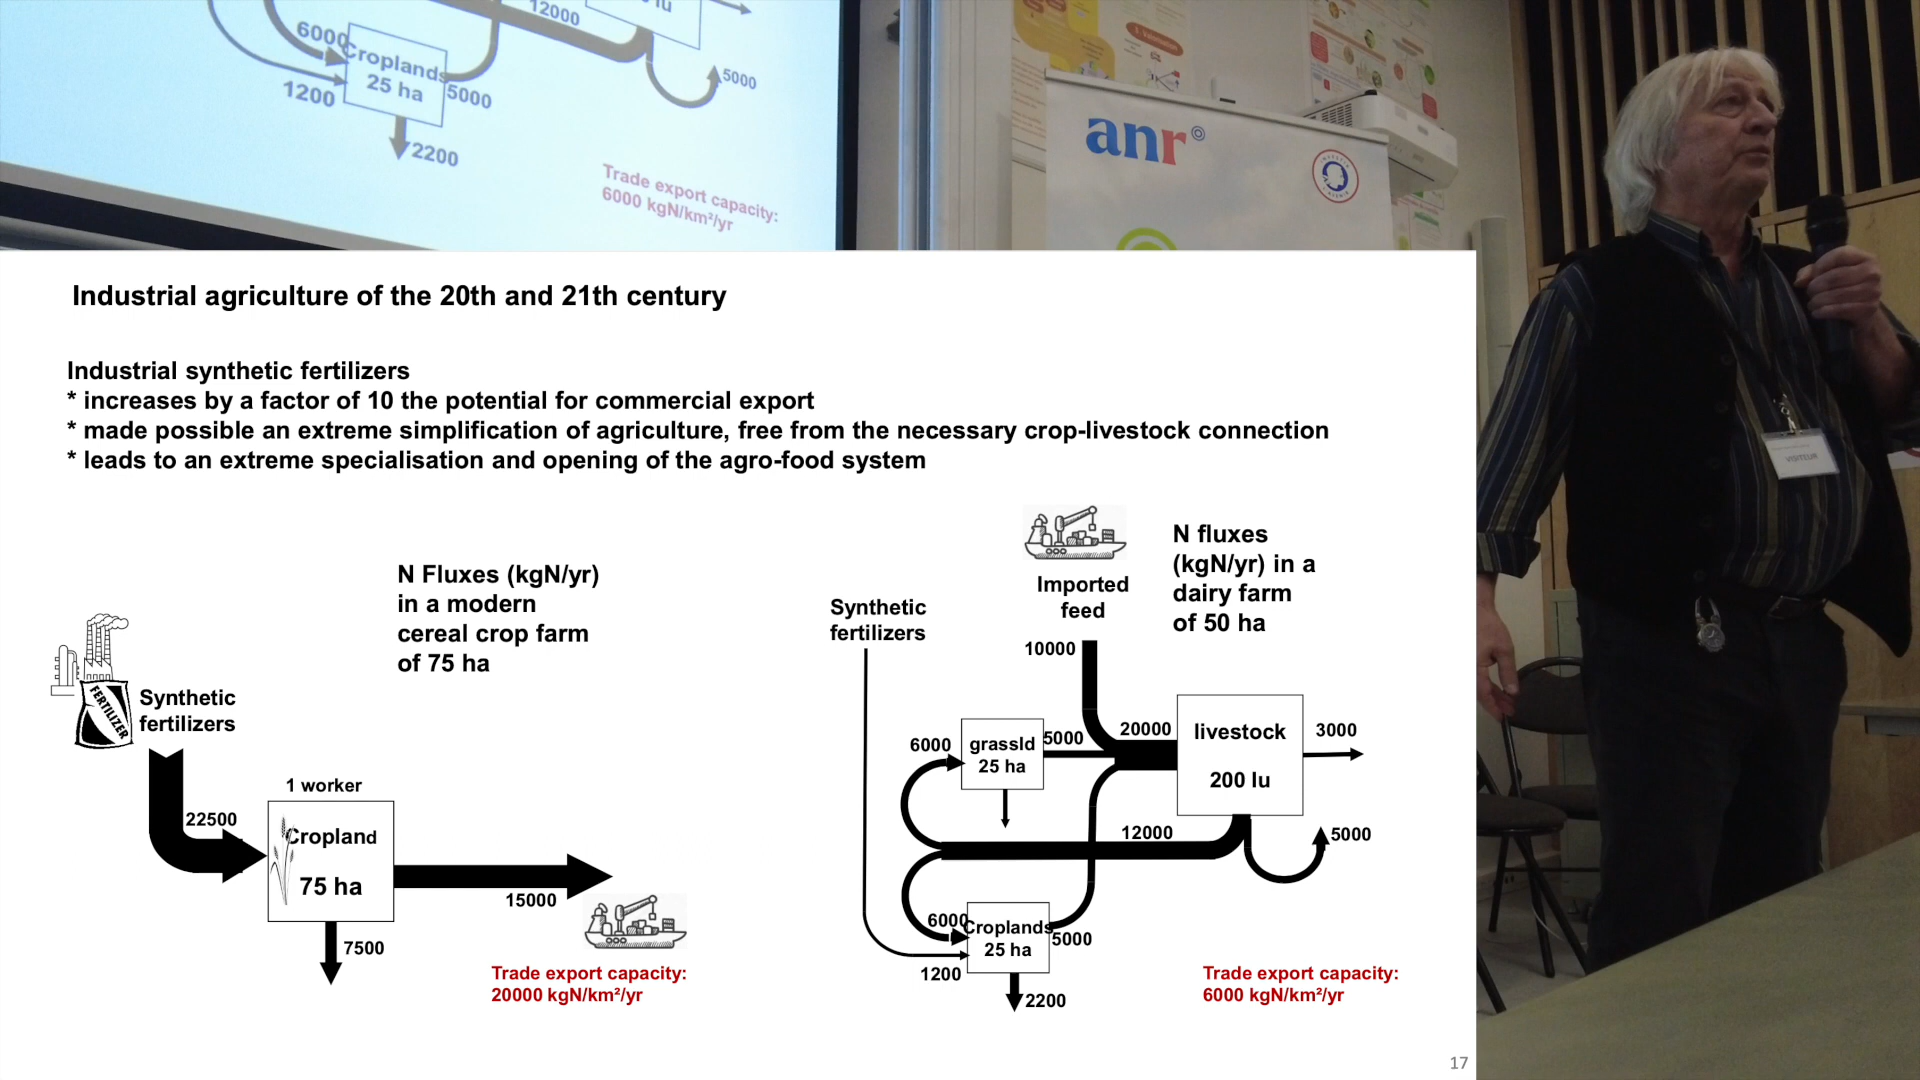 12000
lu
6000
Croplands
25 ha
1200
5000
5000
2200
Trade export capacity:
6000 kgN/km²/yr
anr
VISITEUR
Industrial agriculture of the 20th and 21th century
Industrial synthetic fertilizers
* increases by a factor of 10 the potential for commercial export
* made possible an extreme simplification of agriculture, free from the necessary crop-livestock connection
* leads to an extreme specialisation and opening of the agro-food system
N Fluxes (kgN/yr)
in a modern
cereal crop farm
of 75 ha
FERTILIZER
Synthetic
fertilizers
1 worker
22500
Cropland
75 ha
15000
7500
Trade export capacity:
20000 kgN/km²/yr
N fluxes
(kgN/yr) in a
dairy farm
of 50 ha
Imported
feed
Synthetic
fertilizers
10000
6000
grassld
25 ha
5000
20000
livestock
200 lu
3000
12000
5000
6000
Croplands
25 ha
5000
1200
2200
Trade export capacity:
6000 kgN/km²/yr
17